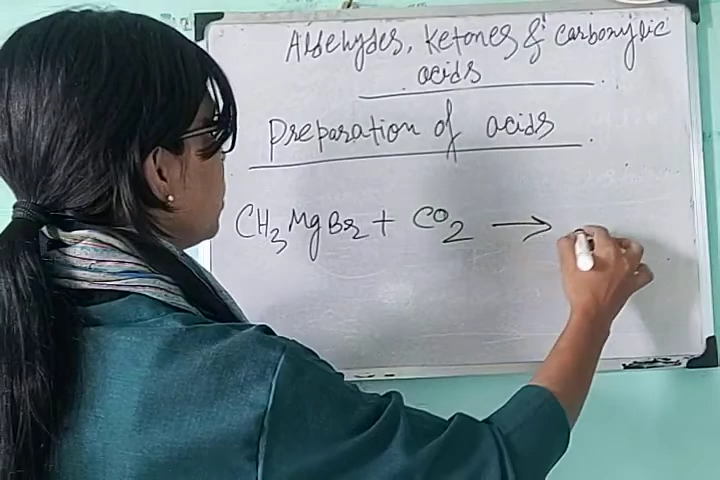 Aldehydes, Ketones & carboxylic
acids
Preparation of acids
CH3MgBr + CO2 →